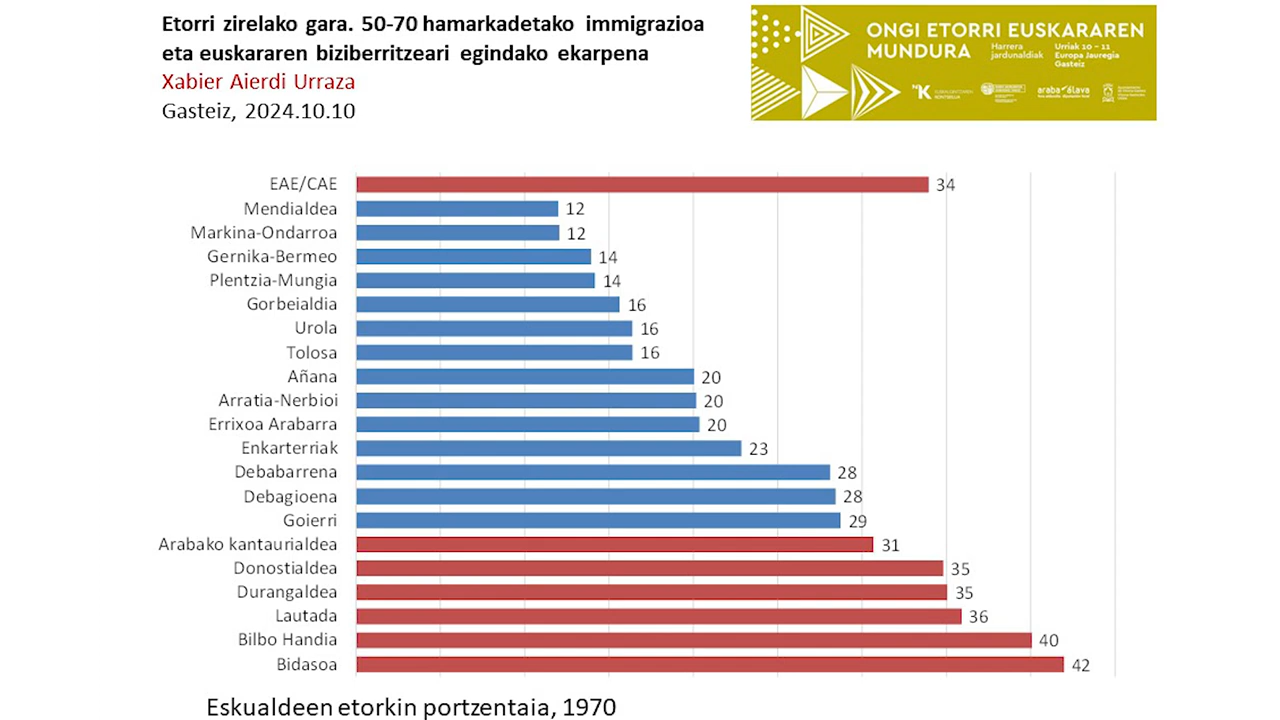 Etorri zirelako gara. 50-70 hamarkadetako immigrazioa
eta euskararen biziberritzeari egindako ekarpena
Xabier Aierdi Urraza
Gasteiz, 2024.10.10
ONGI ETORRI EUSKARAREN
MUNDURA
Harrera
jardunaldiak
Urriak 10 – 11
Europa Jauregia
Gasteiz
EAE/CAE 34
Mendialdea 12
Markina-Ondarroa 12
Gernika-Bermeo 14
Plentzia-Mungia 14
Gorbeialdia 16
Urola 16
Tolosa 16
Añana 20
Arratia-Nerbioi 20
Errixoa Arabarra 20
Enkarterriak 23
Debabarrena 28
Debagioena 28
Goierri 29
Arabako kantaurialdea 31
Donostialdea 35
Durangaldea 35
Lautada 36
Bilbo Handia 40
Bidasoa 42
Eskualdeen etorkin portzentaia, 1970